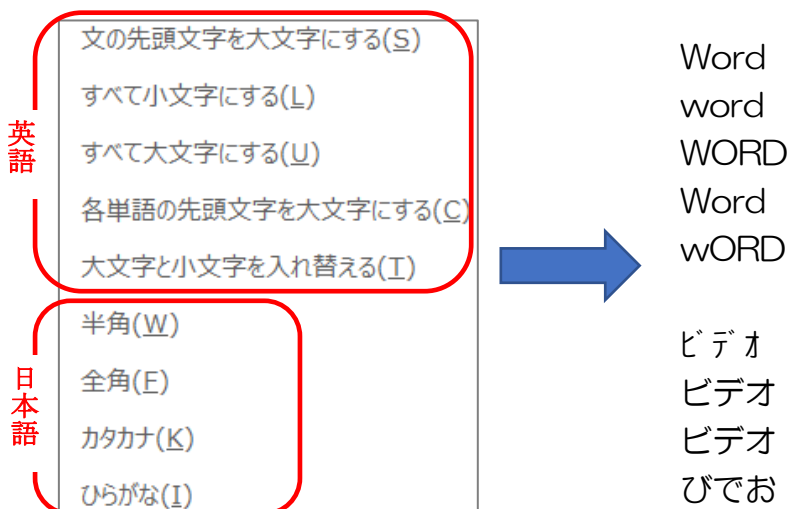 英語
文の先頭文字を大文字にする(S)
すべて小文字にする(L)
すべて大文字にする(U)
各単語の先頭文字を大文字にする(C)
大文字と小文字を入れ替える(T)
日本語
半角(W)
全角(F)
カタカナ(K)
ひらがな(I)
Word
word
WORD
Word
wORD
ﾋﾞﾃﾞｵ
ビデオ
ビデオ
びでお